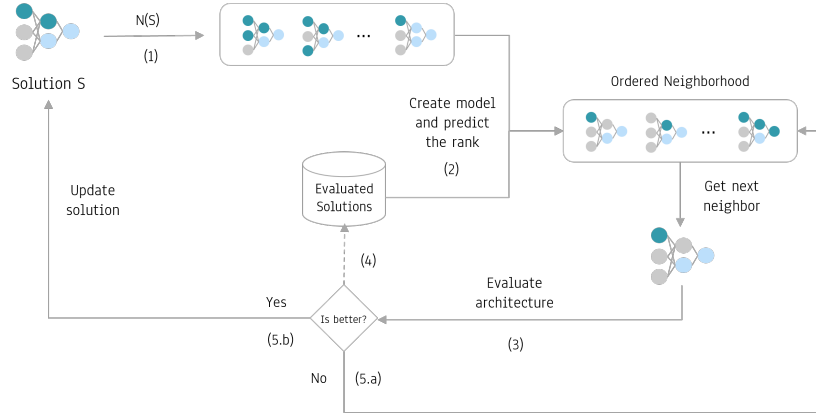 N(S)
(1)
Solution S
...
Create model
and predict
the rank
(2)
Ordered Neighborhood
...
Get next
neighbor
Evaluated
Solutions
Update
solution
(4)
Evaluate
architecture
(3)
Is better?
Yes
(5.b)
No
(5.a)